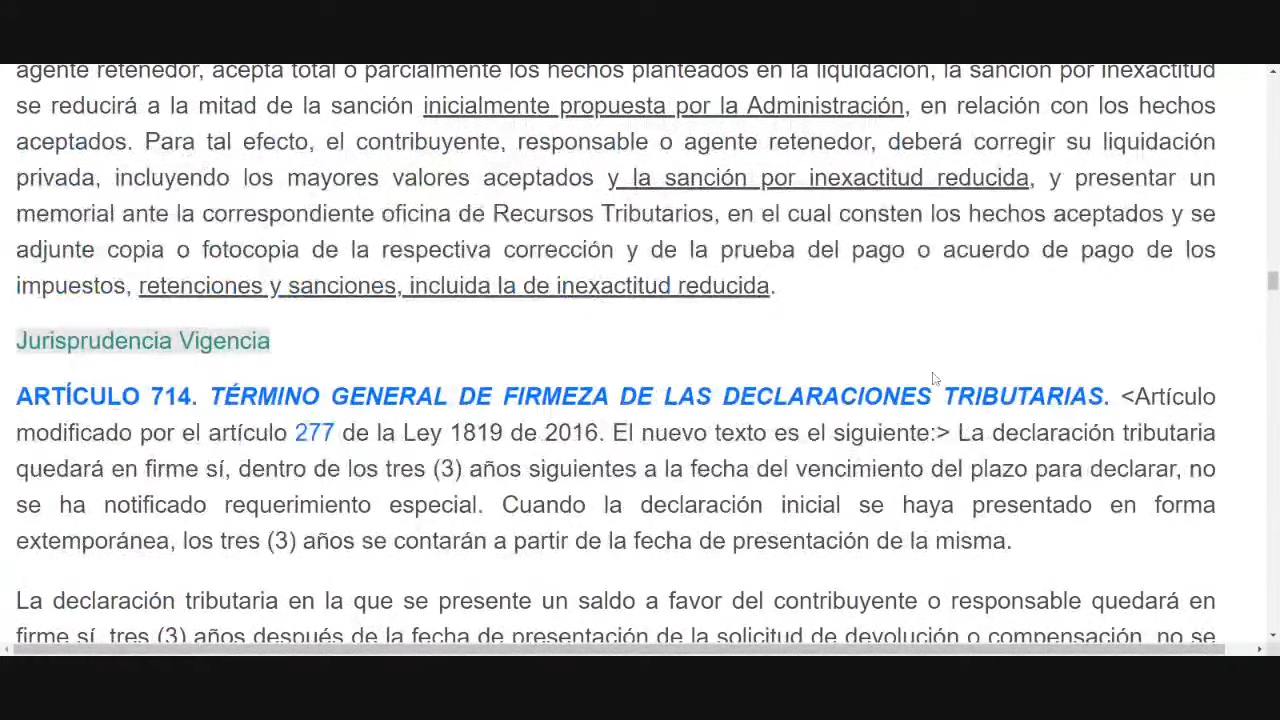 agente retenedor, acepta total o parcialmente los hechos planteados en la liquidación, la sanción por inexactitud
se reducirá a la mitad de la sanción inicialmente propuesta por la Administración, en relación con los hechos
aceptados. Para tal efecto, el contribuyente, responsable o agente retenedor, deberá corregir su liquidación
privada, incluyendo los mayores valores aceptados y la sanción por inexactitud reducida, y presentar un
memorial ante la correspondiente oficina de Recursos Tributarios, en el cual consten los hechos aceptados y se
adjunte copia o fotocopia de la respectiva corrección y de la prueba del pago o acuerdo de pago de los
impuestos, retenciones y sanciones, incluida la de inexactitud reducida.
Jurisprudencia Vigencia
ARTÍCULO 714. TÉRMINO GENERAL DE FIRMEZA DE LAS DECLARACIONES TRIBUTARIAS. <Artículo
modificado por el artículo 277 de la Ley 1819 de 2016. El nuevo texto es el siguiente:> La declaración tributaria
quedará en firme sí, dentro de los tres (3) años siguientes a la fecha del vencimiento del plazo para declarar, no
se ha notificado requerimiento especial. Cuando la declaración inicial se haya presentado en forma
extemporánea, los tres (3) años se contarán a partir de la fecha de presentación de la misma.
La declaración tributaria en la que se presente un saldo a favor del contribuyente o responsable quedará en
firme sí, tres (3) años después de la fecha de presentación de la solicitud de devolución o compensación, no se